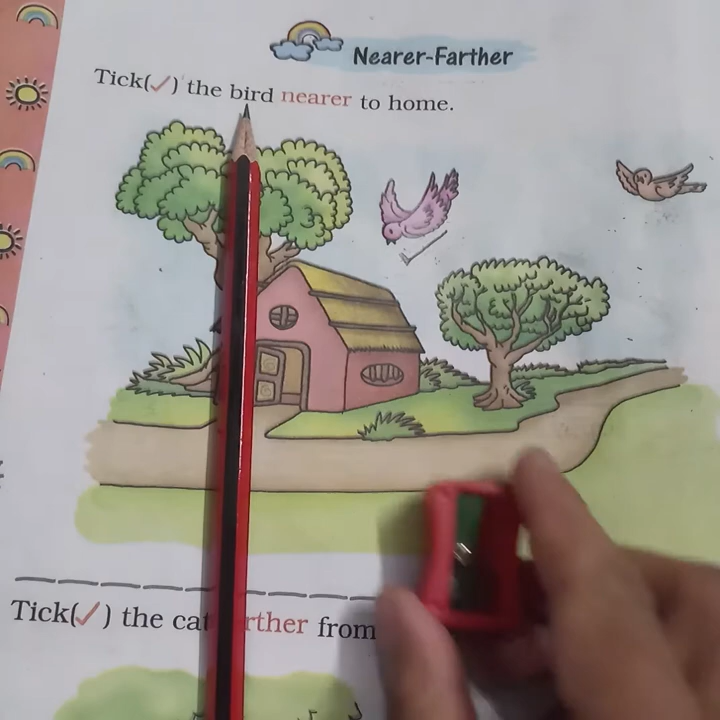 Nearer-Farther
Tick(✓) the bird nearer to home.
Tick(✓) the cat rther from